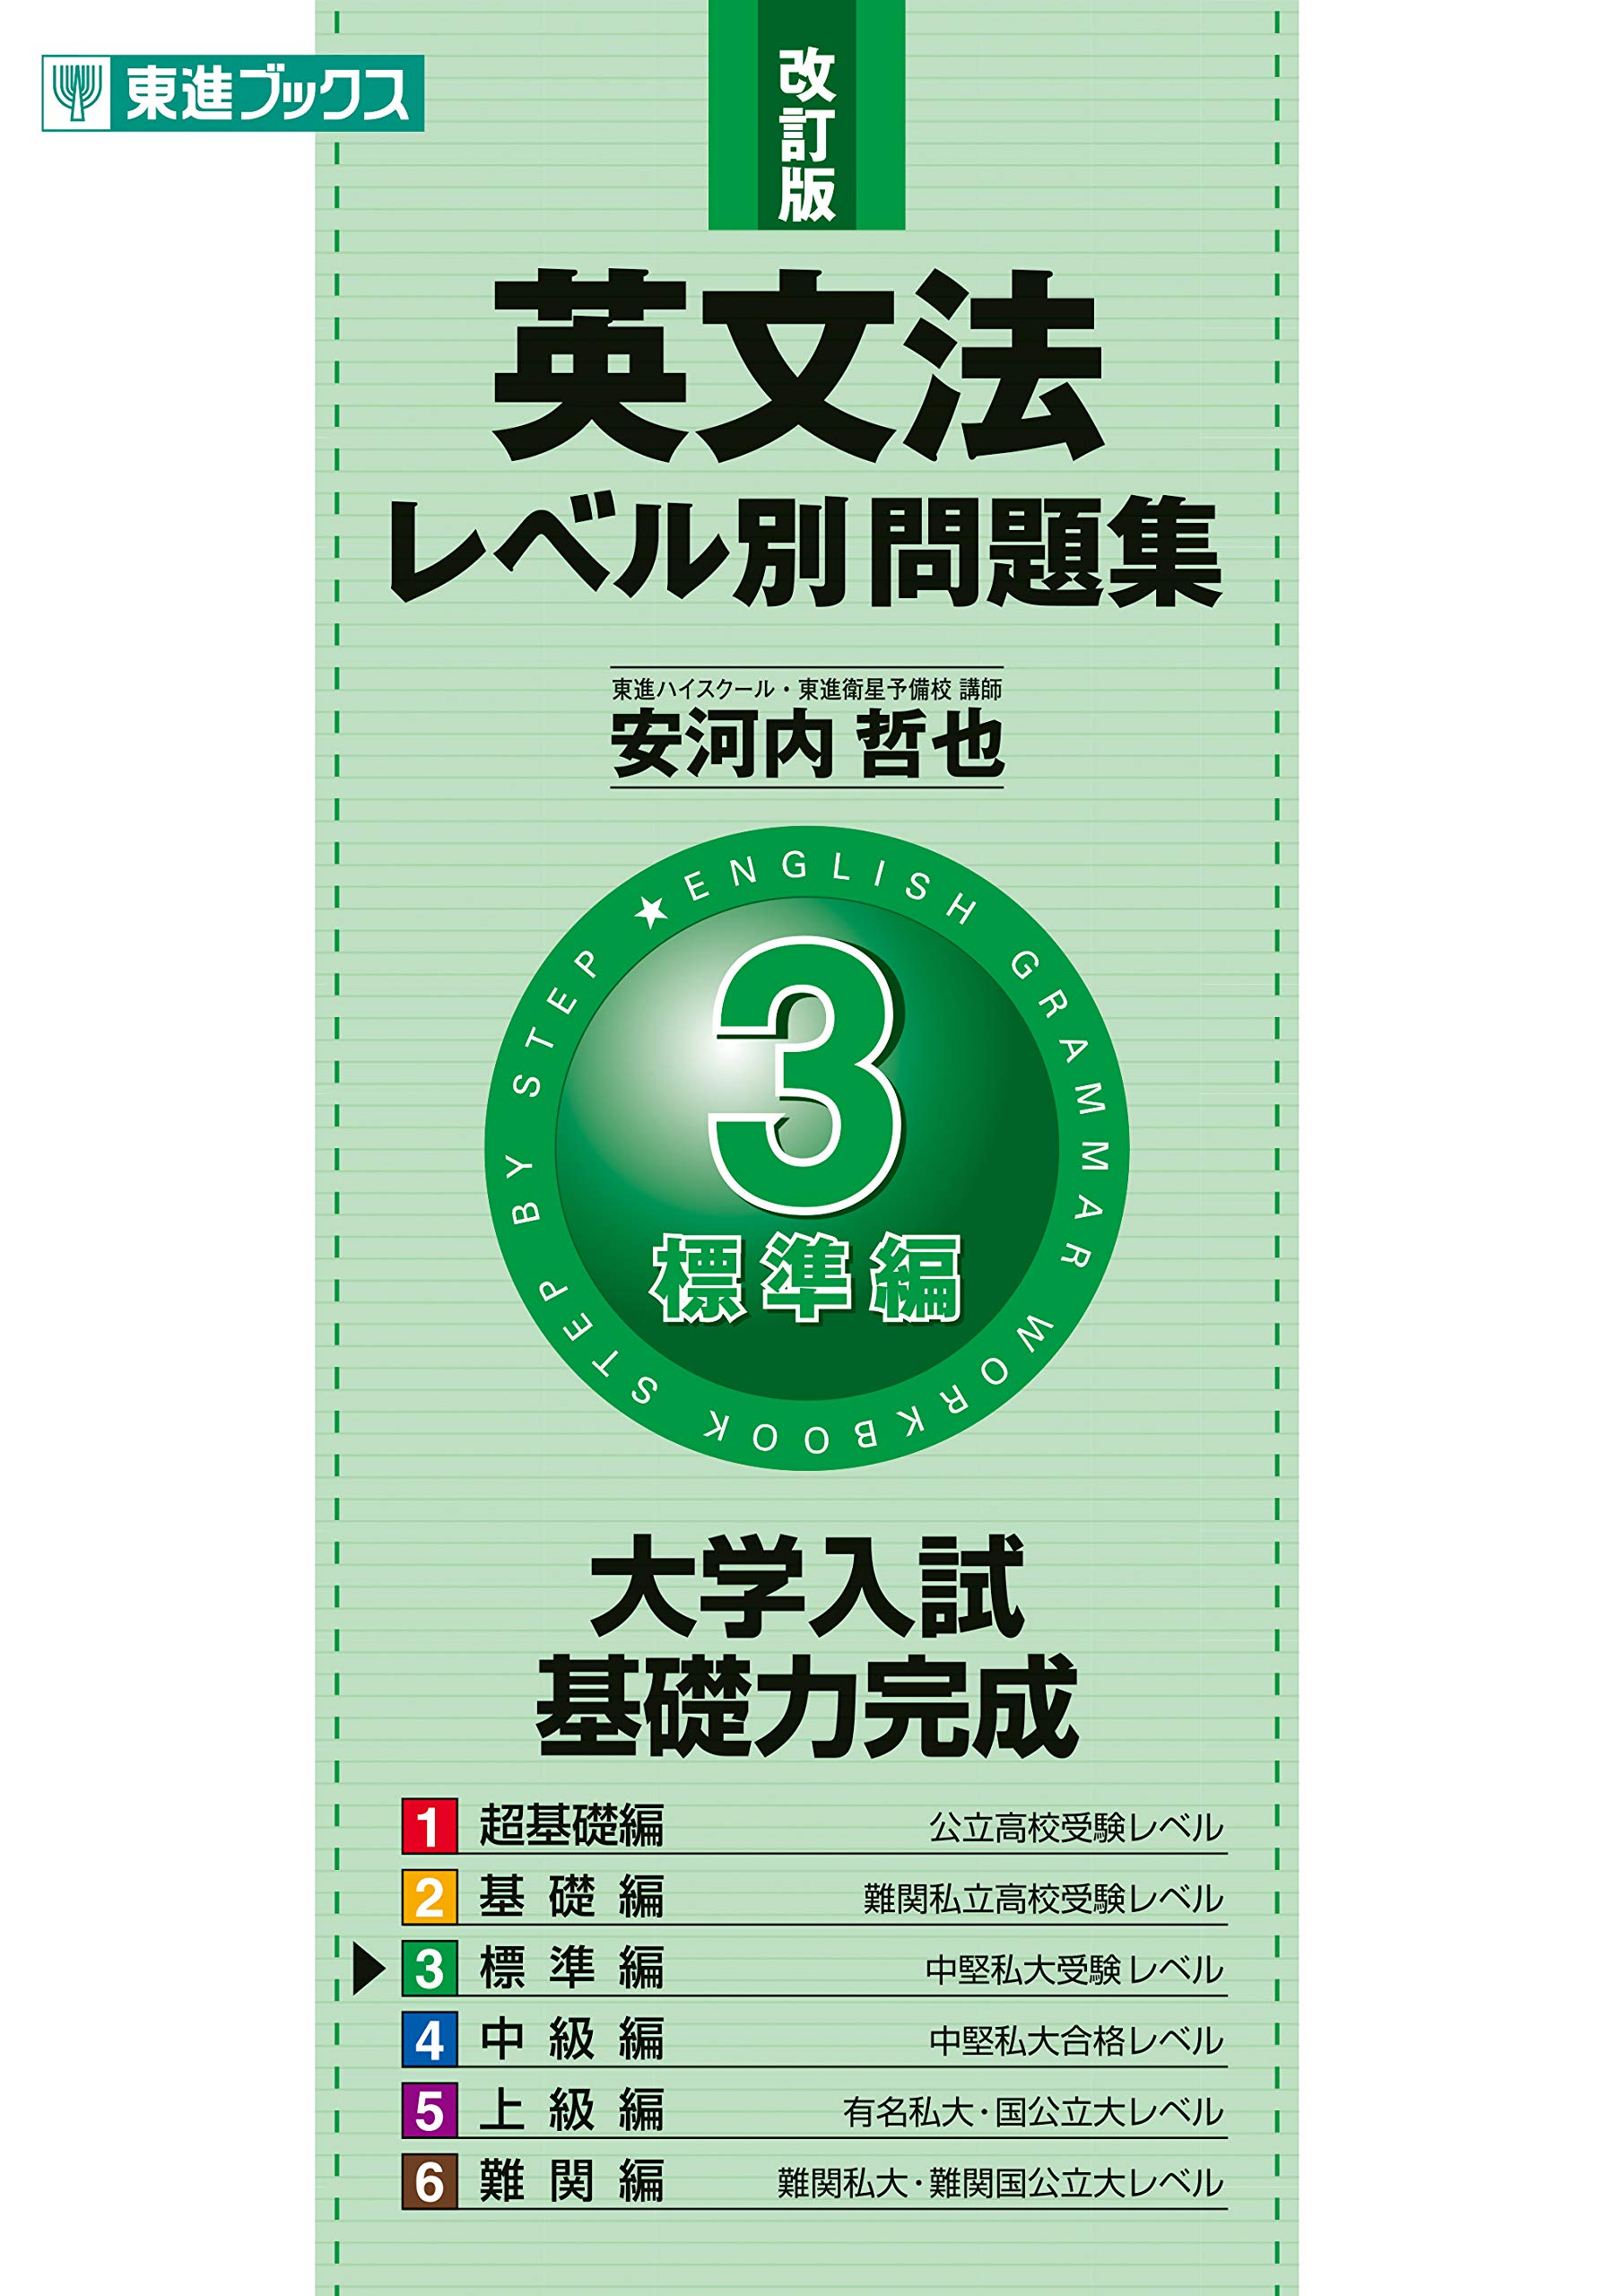 東進ブックス
改訂版
英文法
レベル別問題集
東進ハイスクール・東進衛星予備校 講師
安河内 哲也
★ENGLISH GRAMMAR WORKBOOK STEP BY STEP
3
標準編
大学入試
基礎力完成
1 超基礎編 公立高校受験レベル
2 基礎編 難関私立高校受験レベル
▶ 3 標準編 中堅私大受験レベル
4 中級編 中堅私大合格レベル
5 上級編 有名私大・国公立大レベル
6 難関編 難関私大・難関国公立大レベル